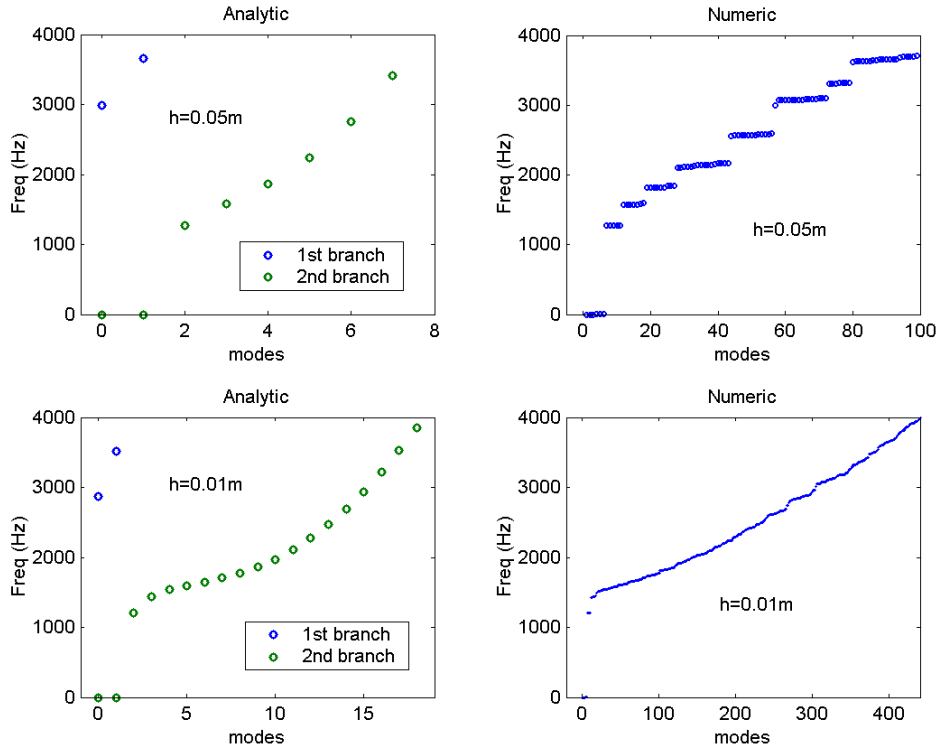 Analytic
4000
3000
2000
1000
0
Freq (Hz)
h=0.05m
1st branch
2nd branch
0 2 4 6 8
modes
Numeric
4000
3000
2000
1000
0
Freq (Hz)
h=0.05m
0 20 40 60 80 100
modes
Analytic
4000
3000
2000
1000
0
Freq (Hz)
h=0.01m
1st branch
2nd branch
0 5 10 15
modes
Numeric
4000
3000
2000
1000
0
Freq (Hz)
h=0.01m
0 100 200 300 400
modes